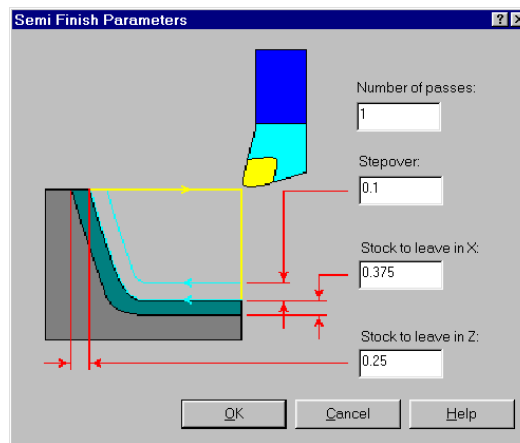 Semi Finish Parameters
Number of passes:
1
Stepover:
0.1
Stock to leave in X:
0.375
Stock to leave in Z:
0.25
OK
Cancel
Help